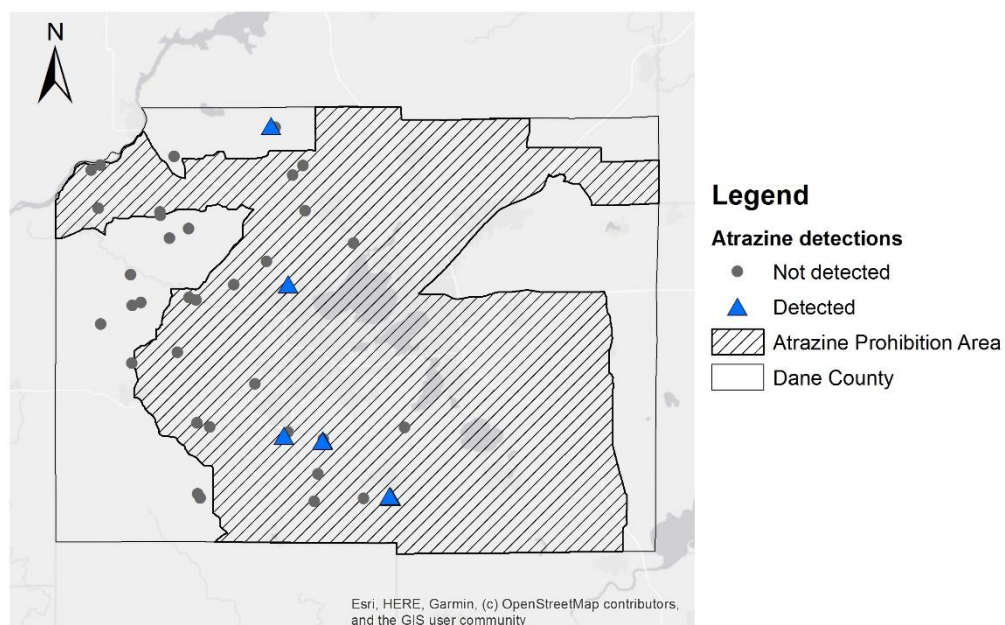 N
Legend
Atrazine detections
Not detected
Detected
Atrazine Prohibition Area
Dane County
Esri, HERE, Garmin, (c) OpenStreetMap contributors,
and the GIS user community